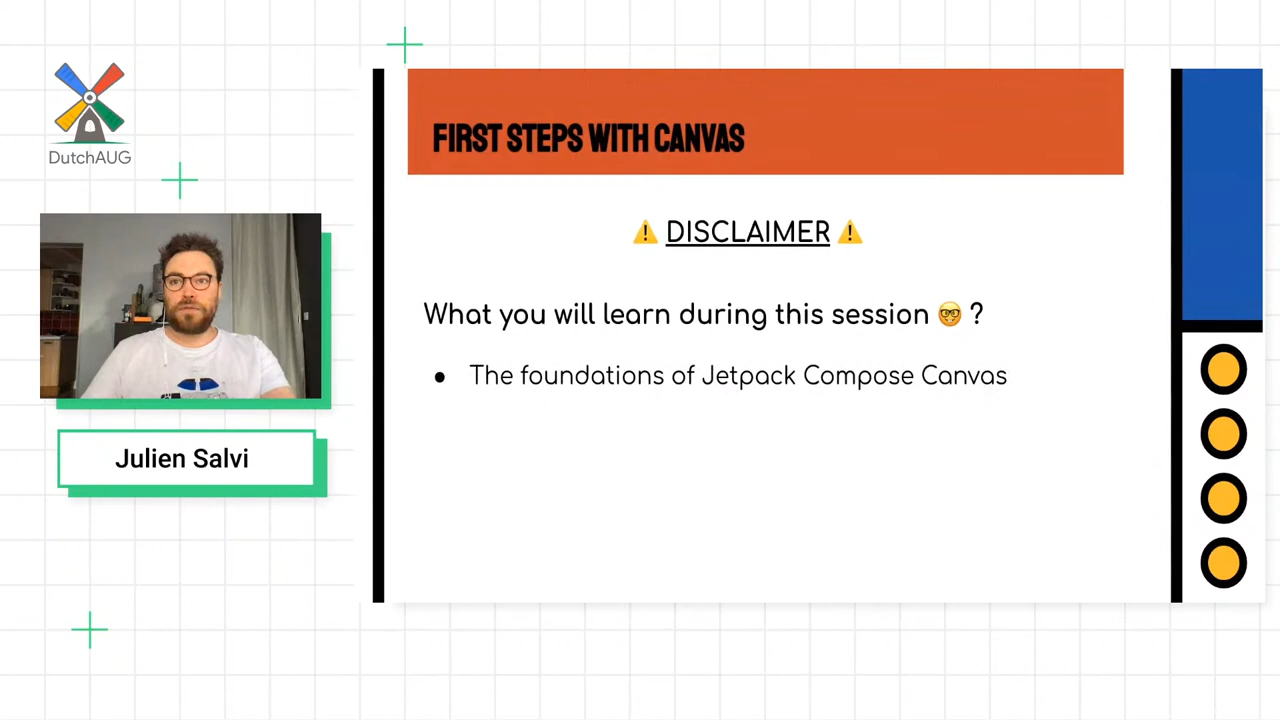 DutchAUG
Julien Salvi
FIRST STEPS WITH CANVAS
⚠️ DISCLAIMER ⚠️
What you will learn during this session 🤓 ?
● The foundations of Jetpack Compose Canvas